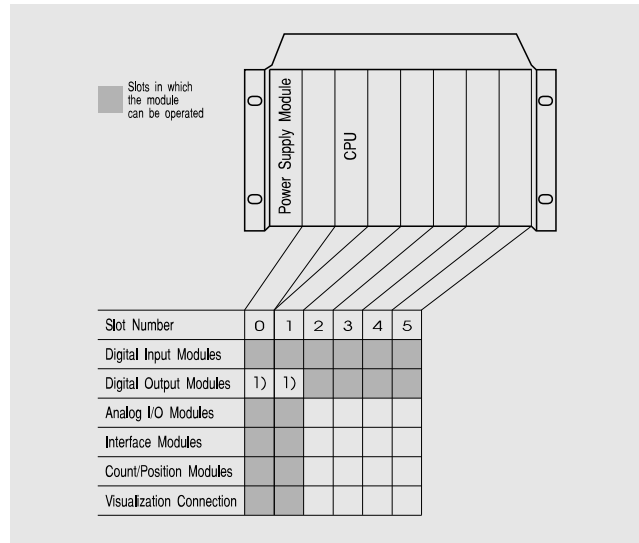 Slots in which
the module
can be operated
Power Supply Module
CPU
Slot Number 0 1 2 3 4 5
Digital Input Modules
Digital Output Modules 1) 1)
Analog I/O Modules
Interface Modules
Count/Position Modules
Visualization Connection